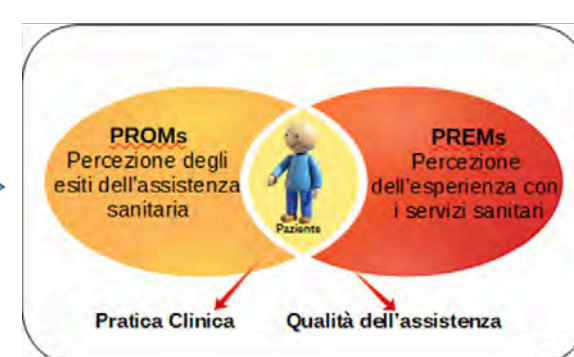 PROMs
Percezione degli
esiti dell'assistenza
sanitaria
Paziente
PREMs
Percezione
dell'esperienza con
i servizi sanitari
Pratica Clinica
Qualità dell'assistenza